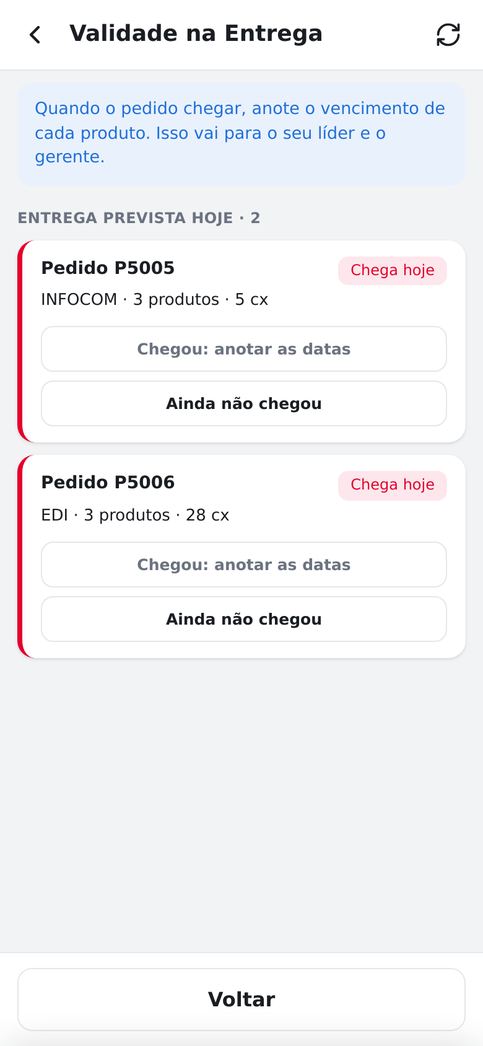 Validade na Entrega
Quando o pedido chegar, anote o vencimento de
cada produto. Isso vai para o seu líder e o
gerente.
ENTREGA PREVISTA HOJE · 2
Pedido P5005
Chega hoje
INFOCOM · 3 produtos · 5 cx
Chegou: anotar as datas
Ainda não chegou
Pedido P5006
Chega hoje
EDI · 3 produtos · 28 cx
Chegou: anotar as datas
Ainda não chegou
Voltar